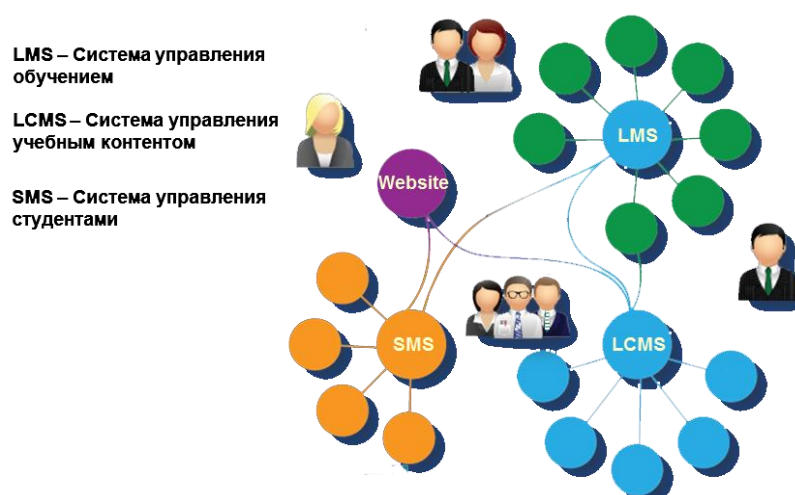 LMS – Система управления
обучением
LCMS – Система управления
учебным контентом
SMS – Система управления
студентами
LMS
Website
SMS
LCMS